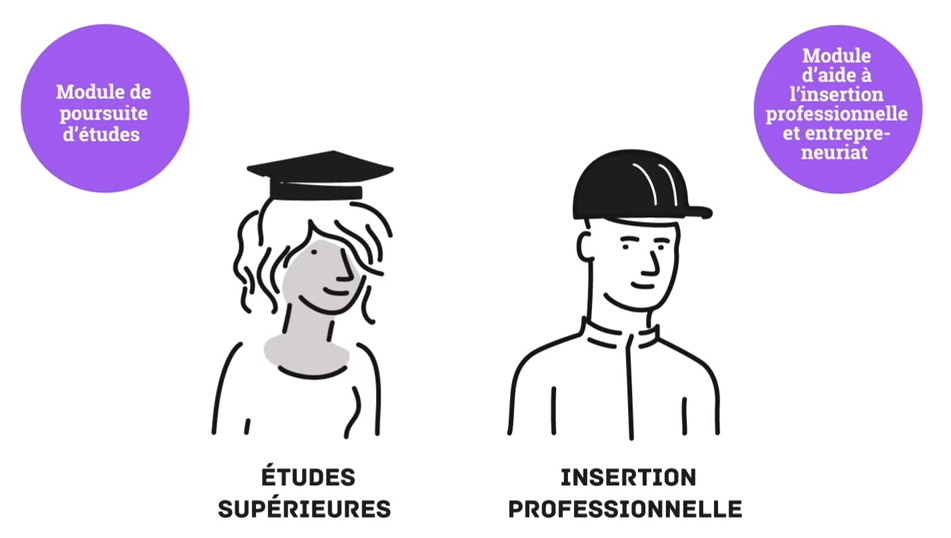 Module de
poursuite
d'études
Module
d'aide à
l'insertion
professionnelle
et entrepre-
neuriat
ÉTUDES
SUPÉRIEURES
INSERTION
PROFESSIONNELLE